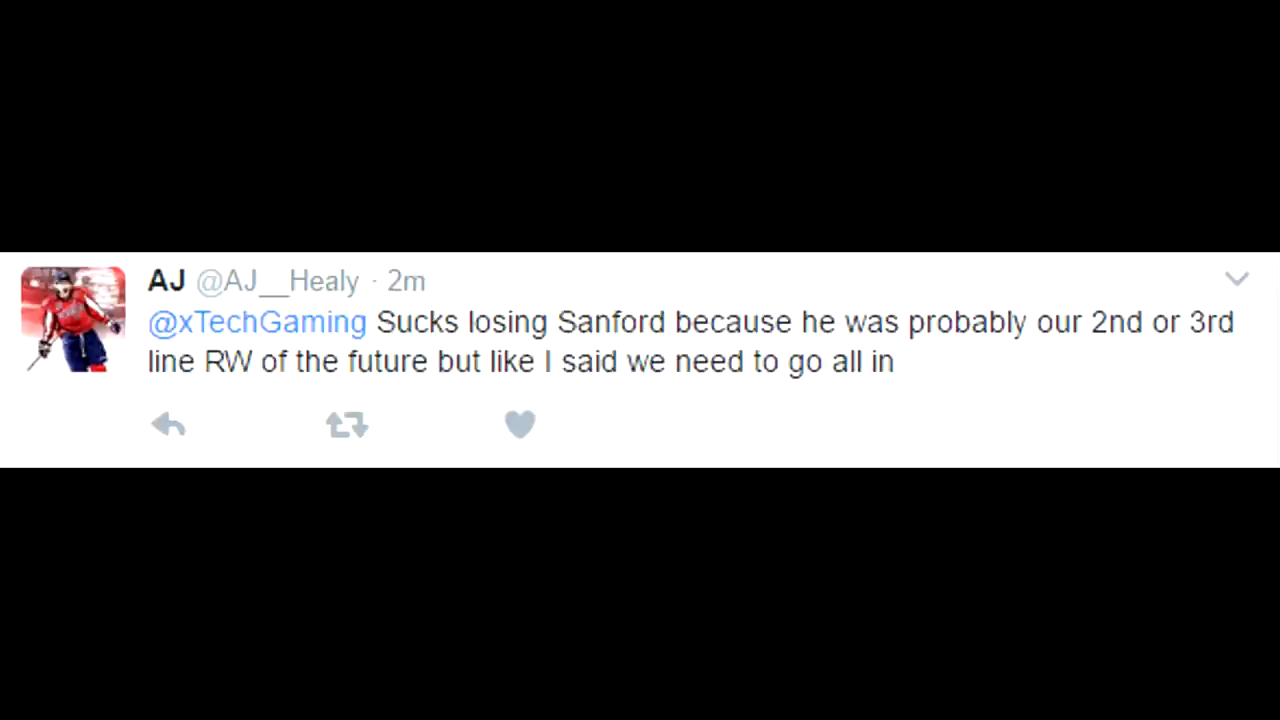 AJ @AJ__Healy · 2m
@xTechGaming Sucks losing Sanford because he was probably our 2nd or 3rd
line RW of the future but like I said we need to go all in